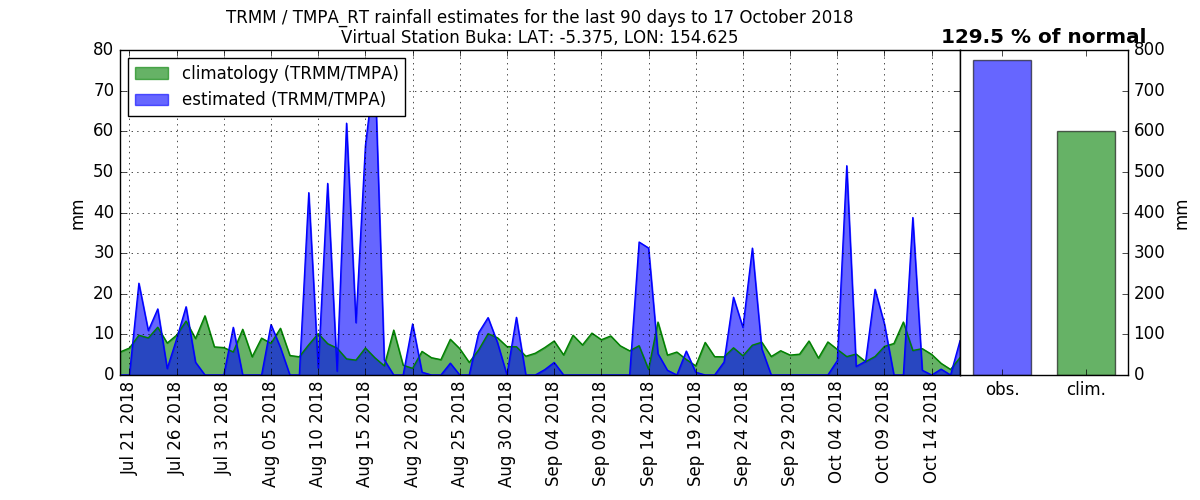 TRMM / TMPA_RT rainfall estimates for the last 90 days to 17 October 2018
Virtual Station Buka: LAT: -5.375, LON: 154.625
129.5 % of normal
climatology (TRMM/TMPA)
estimated (TRMM/TMPA)
80
70
60
50
40
30
20
10
0
mm
Jul 21 2018
Jul 26 2018
Jul 31 2018
Aug 05 2018
Aug 10 2018
Aug 15 2018
Aug 20 2018
Aug 25 2018
Aug 30 2018
Sep 04 2018
Sep 09 2018
Sep 14 2018
Sep 19 2018
Sep 24 2018
Sep 29 2018
Oct 04 2018
Oct 09 2018
Oct 14 2018
obs.
clim.
800
700
600
500
400
300
200
100
0
mm